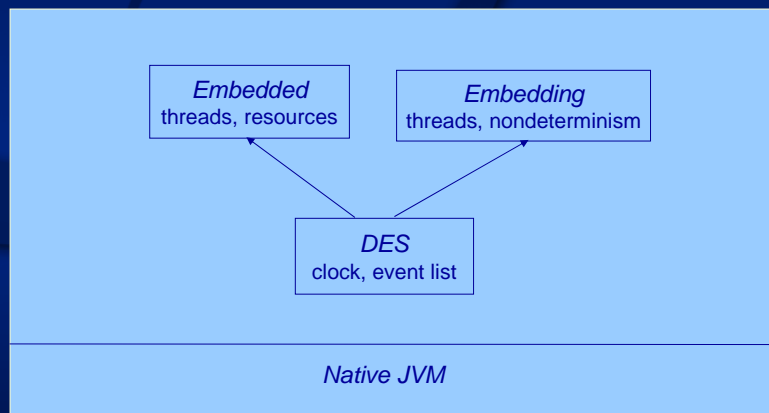 Embedded
threads, resources
Embedding
threads, nondeterminism
DES
clock, event list
Native JVM